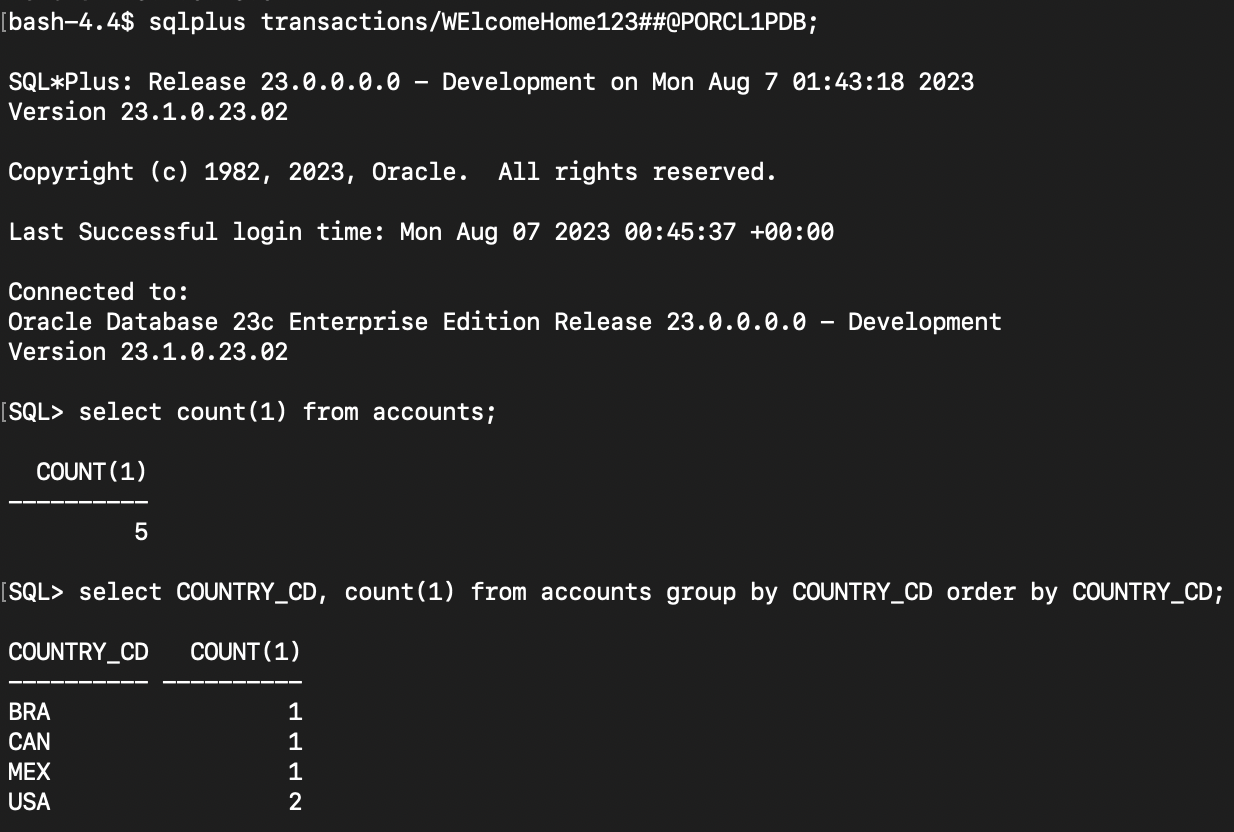 [bash-4.4$ sqlplus transactions/WElcomeHome123##@PORCL1PDB;
SQL*Plus: Release 23.0.0.0.0 – Development on Mon Aug 7 01:43:18 2023
Version 23.1.0.23.02
Copyright (c) 1982, 2023, Oracle.  All rights reserved.
Last Successful login time: Mon Aug 07 2023 00:45:37 +00:00
Connected to:
Oracle Database 23c Enterprise Edition Release 23.0.0.0.0 – Development
Version 23.1.0.23.02
[SQL> select count(1) from accounts;
  COUNT(1)
----------
         5
[SQL> select COUNTRY_CD, count(1) from accounts group by COUNTRY_CD order by COUNTRY_CD;
COUNTRY_CD   COUNT(1)
---------- ----------
BRA                 1
CAN                 1
MEX                 1
USA                 2